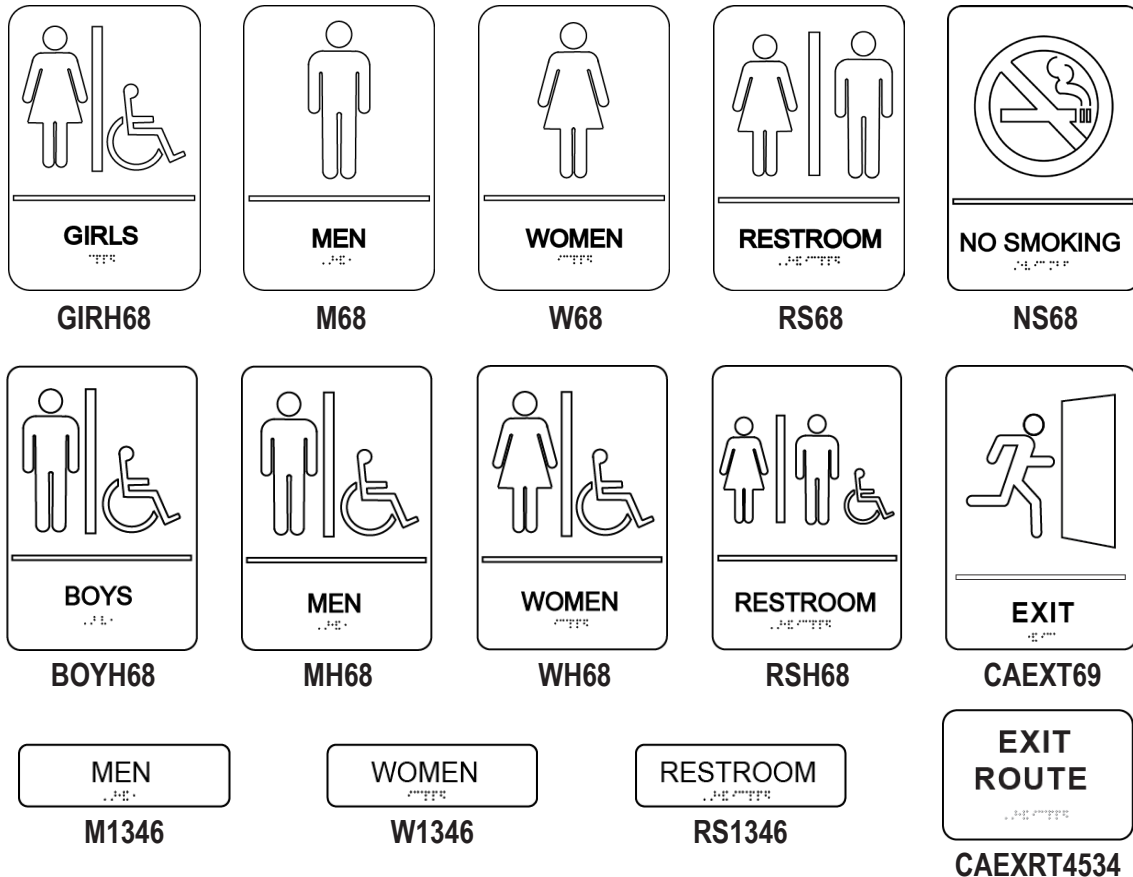 GIRLS
MEN
WOMEN
RESTROOM
NO SMOKING
GIRH68
M68
W68
RS68
NS68
BOYS
MEN
WOMEN
RESTROOM
EXIT
BOYH68
MH68
WH68
RSH68
CAEXT69
MEN
WOMEN
RESTROOM
EXIT
ROUTE
M1346
W1346
RS1346
CAEXRT4534